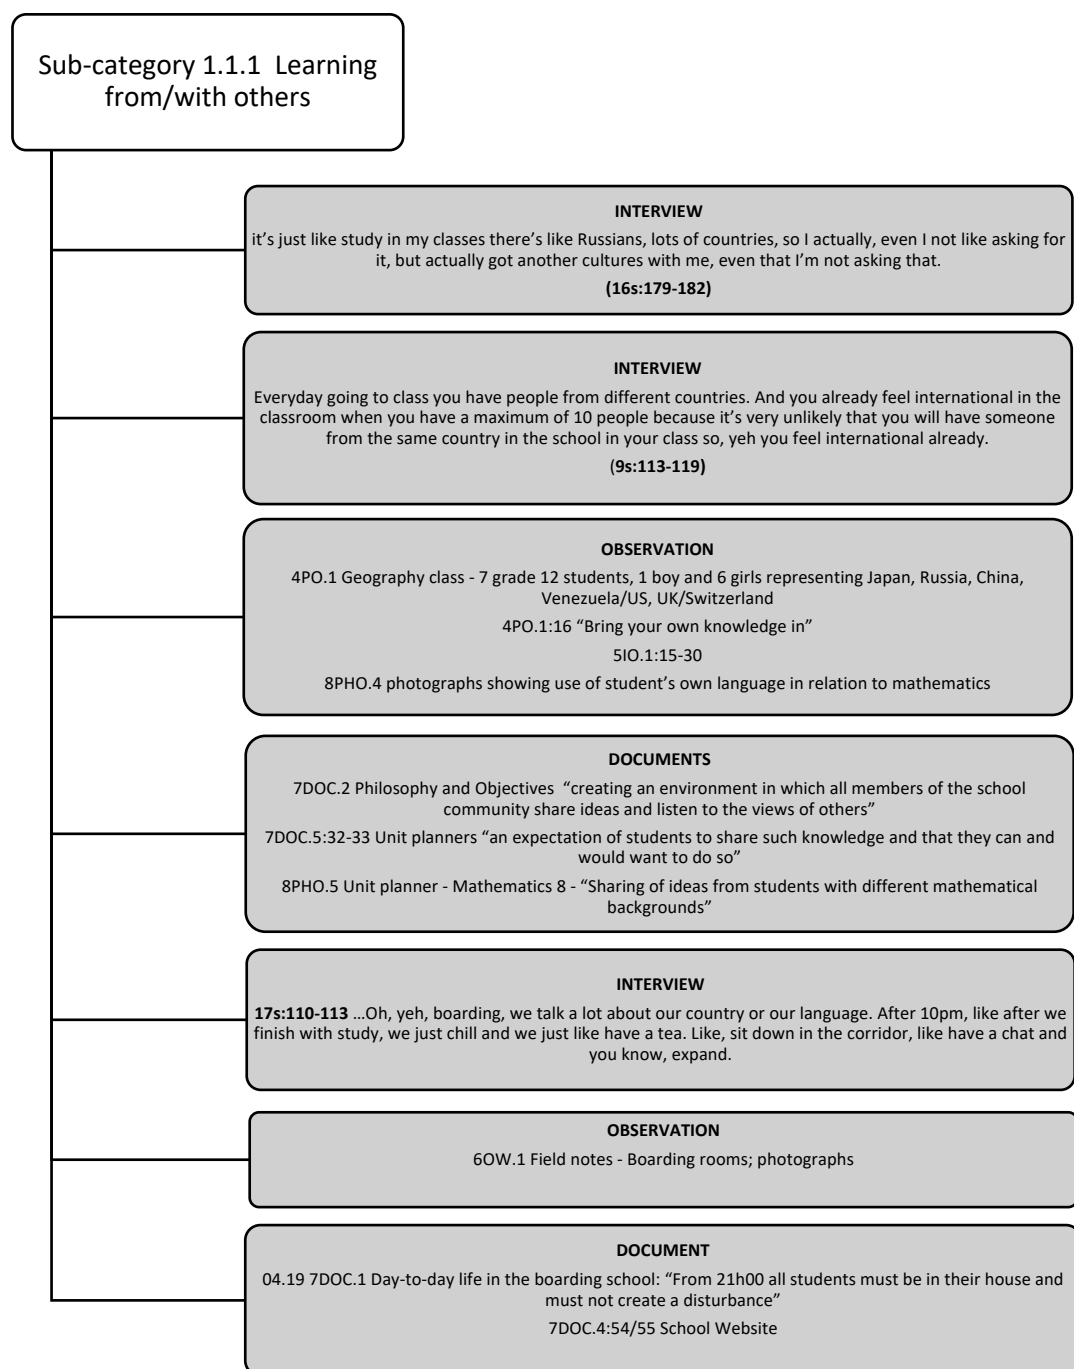 Sub-category 1.1.1 Learning
from/with others
INTERVIEW
it's just like study in my classes there's like Russians, lots of countries, so I actually, even I not like asking for
it, but actually got another cultures with me, even that I'm not asking that.
(16s:179-182)
INTERVIEW
Everyday going to class you have people from different countries. And you already feel international in the
classroom when you have a maximum of 10 people because it's very unlikely that you will have someone
from the same country in the school in your class so, yeh you feel international already.
(9s:113-119)
OBSERVATION
4PO.1 Geography class - 7 grade 12 students, 1 boy and 6 girls representing Japan, Russia, China,
Venezuela/US, UK/Switzerland
4PO.1:16 “Bring your own knowledge in”
5IO.1:15-30
8PHO.4 photographs showing use of student's own language in relation to mathematics
DOCUMENTS
7DOC.2 Philosophy and Objectives “creating an environment in which all members of the school
community share ideas and listen to the views of others”
7DOC.5:32-33 Unit planners “an expectation of students to share such knowledge and that they can and
would want to do so”
8PHO.5 Unit planner - Mathematics 8 - “Sharing of ideas from students with different mathematical
backgrounds”
INTERVIEW
17s:110-113 ...Oh, yeh, boarding, we talk a lot about our country or our language. After 10pm, like after we
finish with study, we just chill and we just like have a tea. Like, sit down in the corridor, like have a chat and
you know, expand.
OBSERVATION
6OW.1 Field notes - Boarding rooms; photographs
DOCUMENT
04.19 7DOC.1 Day-to-day life in the boarding school: “From 21h00 all students must be in their house and
must not create a disturbance”
7DOC.4:54/55 School Website